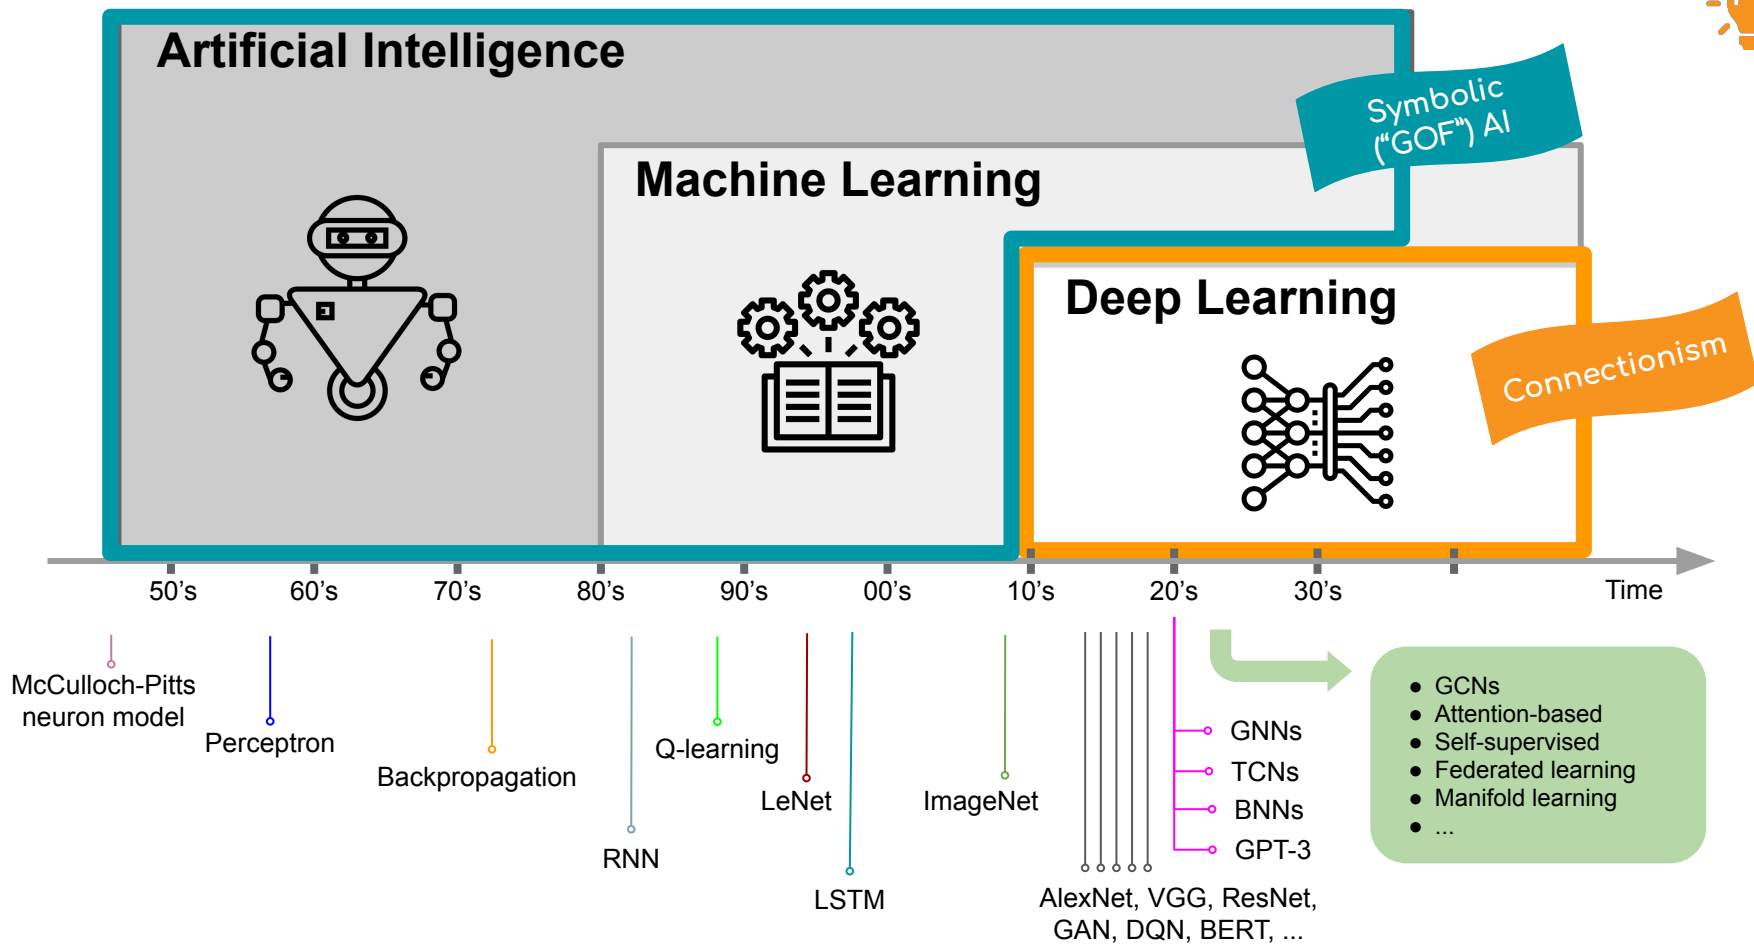 Artificial Intelligence
Symbolic
(“GOF”) AI
Machine Learning
Deep Learning
Connectionism
50’s
60’s
70’s
80’s
90’s
00’s
10’s
20’s
30’s
Time
McCulloch-Pitts
neuron model
Perceptron
Backpropagation
RNN
Q-learning
LeNet
LSTM
ImageNet
AlexNet, VGG, ResNet,
GAN, DQN, BERT, ...
GNNs
TCNs
BNNs
GPT-3
● GCNs
● Attention-based
● Self-supervised
● Federated learning
● Manifold learning
● ...